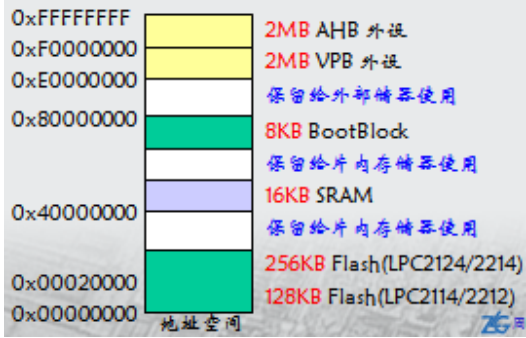 0xFFFFFFFF
2MB AHB 外设
0xF0000000
2MB VPB 外设
0xE0000000
保留给外部储器使用
0x80000000
8KB BootBlock
保留给片内存储器使用
16KB SRAM
0x40000000
保留给片内存储器使用
256KB Flash(LPC2124/2214)
0x00020000
128KB Flash(LPC2114/2212)
0x00000000
地址空间